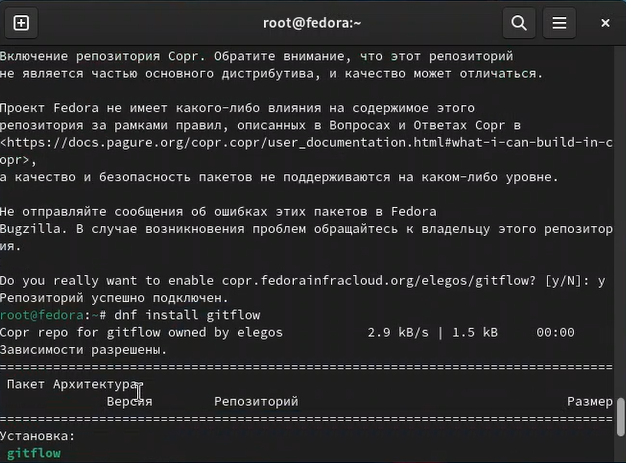 root@fedora:~
Включение репозитория Copr. Обратите внимание, что этот репозиторий
не является частью основного дистрибутива, и качество может отличаться.
Проект Fedora не имеет какого-либо влияния на содержимое этого
репозитория за рамками правил, описанных в Вопросах и Ответах Copr в
<https://docs.pagure.org/copr.copr/user_documentation.html#what-i-can-build-in-c
opr>,
а качество и безопасность пакетов не поддерживаются на каком-либо уровне.
Не отправляйте сообщения об ошибках этих пакетов в Fedora
Bugzilla. В случае возникновения проблем обращайтесь к владельцу этого репозитор
ия.
Do you really want to enable copr.fedorainfracloud.org/elegos/gitflow? [y/N]: y
Репозиторий успешно подключен.
root@fedora:~# dnf install gitflow
Copr repo for gitflow owned by elegos 2.9 kB/s | 1.5 kB 00:00
Зависимости разрешены.
================================================================================
Пакет Архитектура
Версия Репозиторий Размер
================================================================================
Установка:
gitflow